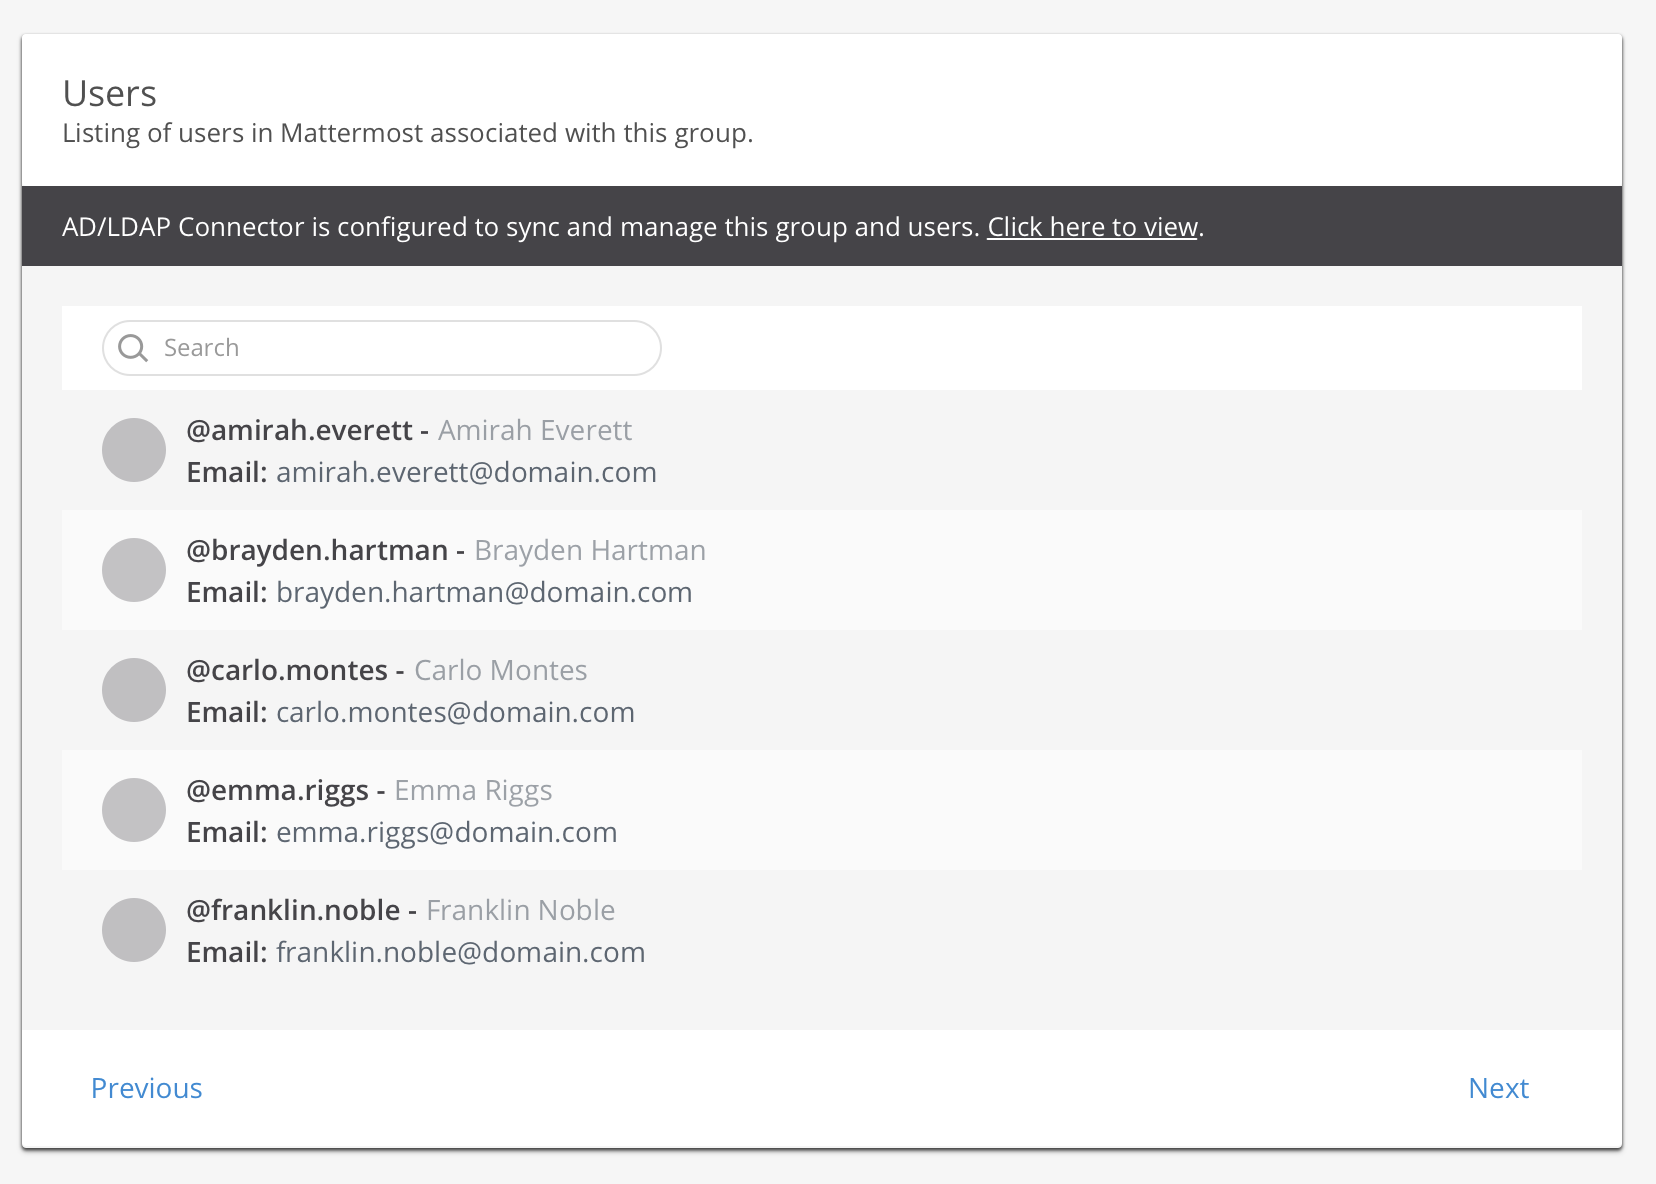 Users
Listing of users in Mattermost associated with this group.
AD/LDAP Connector is configured to sync and manage this group and users. Click here to view.
Search
@amirah.everett - Amirah Everett
Email: amirah.everett@domain.com
@brayden.hartman - Brayden Hartman
Email: brayden.hartman@domain.com
@carlo.montes - Carlo Montes
Email: carlo.montes@domain.com
@emma.riggs - Emma Riggs
Email: emma.riggs@domain.com
@franklin.noble - Franklin Noble
Email: franklin.noble@domain.com
Previous
Next